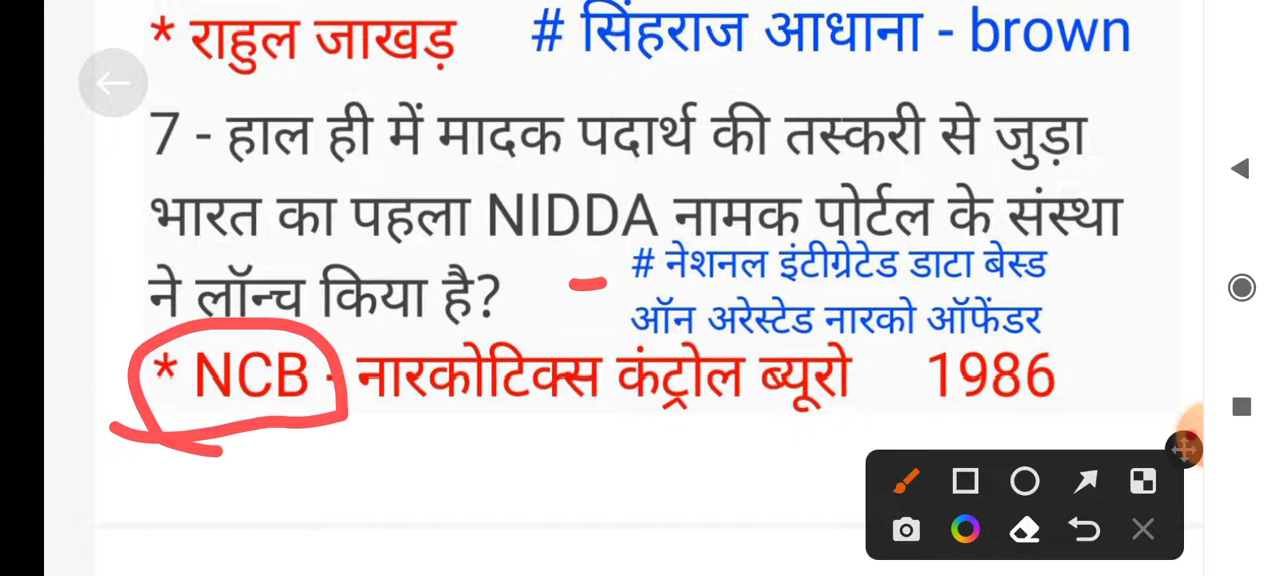 * राहुल जाखड़ # सिंहराज आधाना - brown
7 - हाल ही में मादक पदार्थ की तस्करी से जुड़ा
भारत का पहला NIDDA नामक पोर्टल के संस्था
ने लॉन्च किया है?
# नेशनल इंटीग्रेटेड डाटा बेस्ड
ऑन अरेस्टेड नारको ऑफेंडर
* NCB - नारकोटिक्स कंट्रोल ब्यूरो 1986